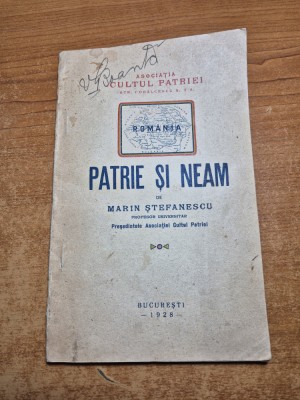 ASOCIAȚIA
CULTUL PATRIEI
ROMANIA
PATRIE ȘI NEAM
DE
MARIN ȘTEFANESCU
PROFESOR UNIVERSITAR
Președintele Asociației Cultul Patriei
BUCUREȘTI
— 1928 —